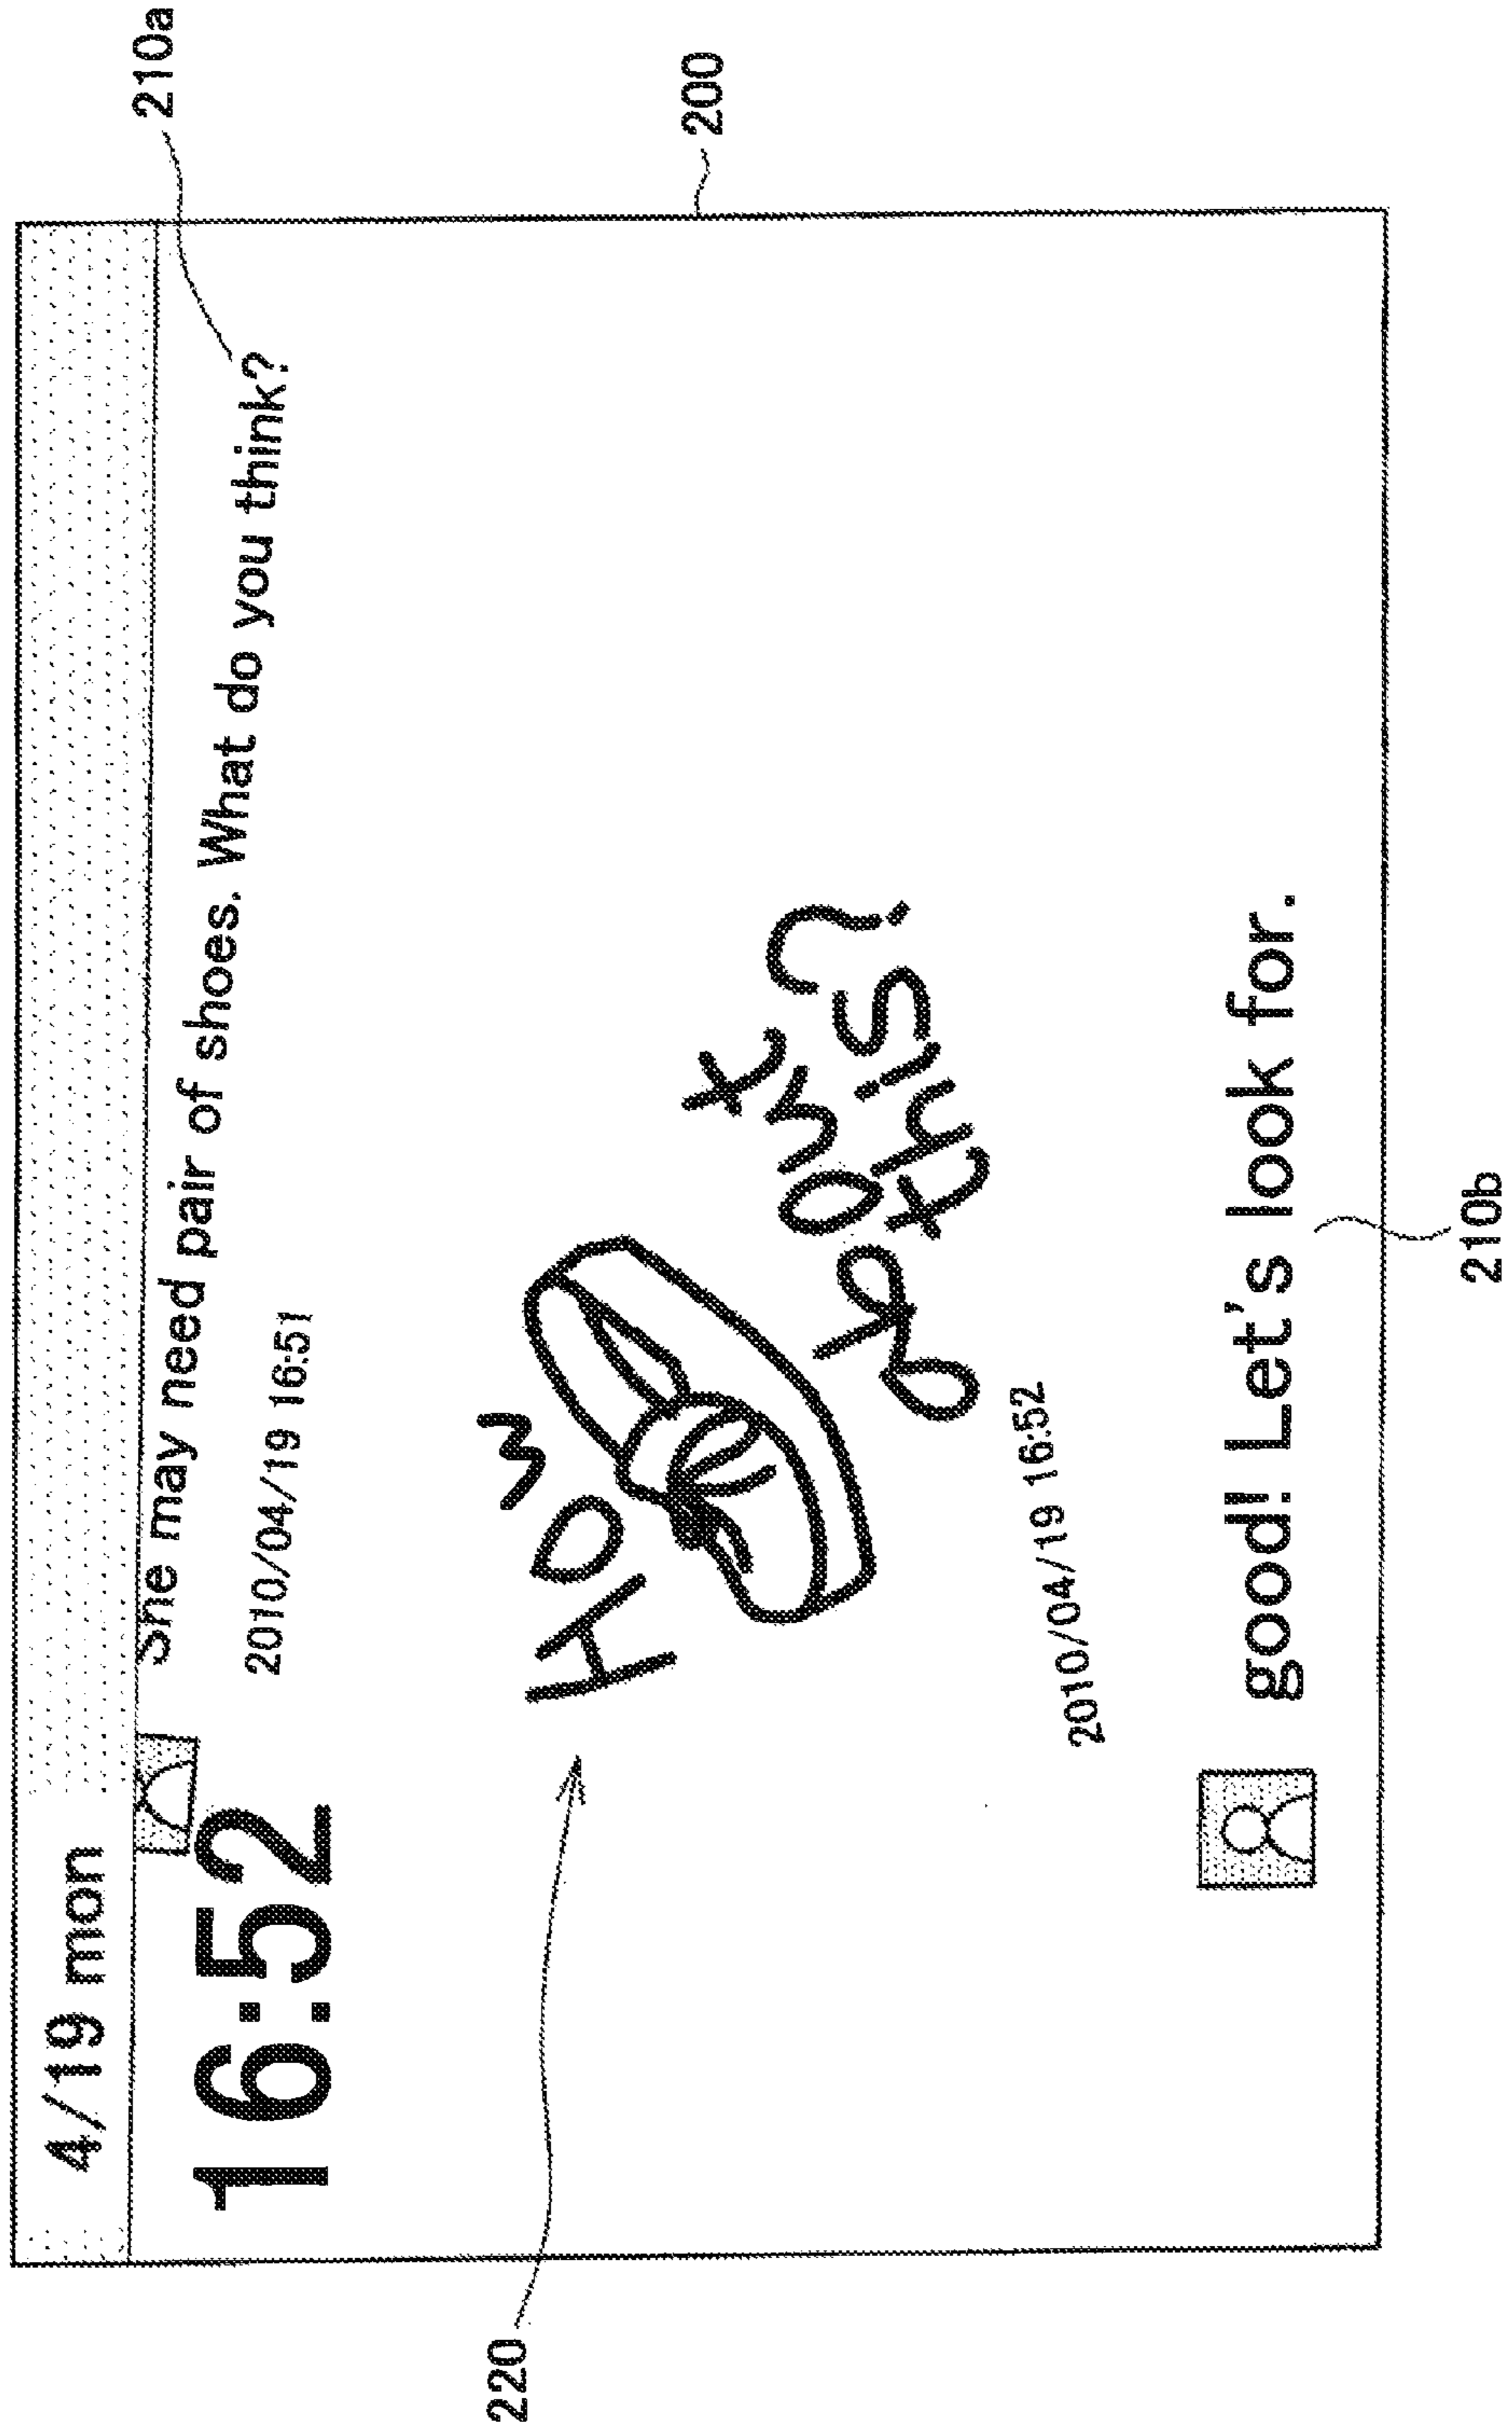 210a
4/19 mon
200
She may need pair of shoes. What do you think?
16:52
2010/04/19 16:51
220
How
about
this?
2010/04/19 16:52
good! Let's look for.
210b